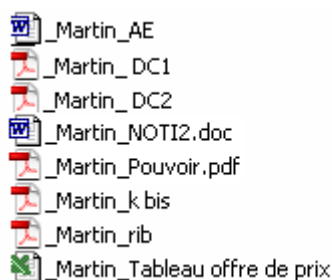 _Martin_AE
_Martin_ DC1
_Martin_ DC2
_Martin_NOTI2.doc
_Martin_Pouvoir.pdf
_Martin_k bis
_Martin_rib
_Martin_Tableau offre de prix